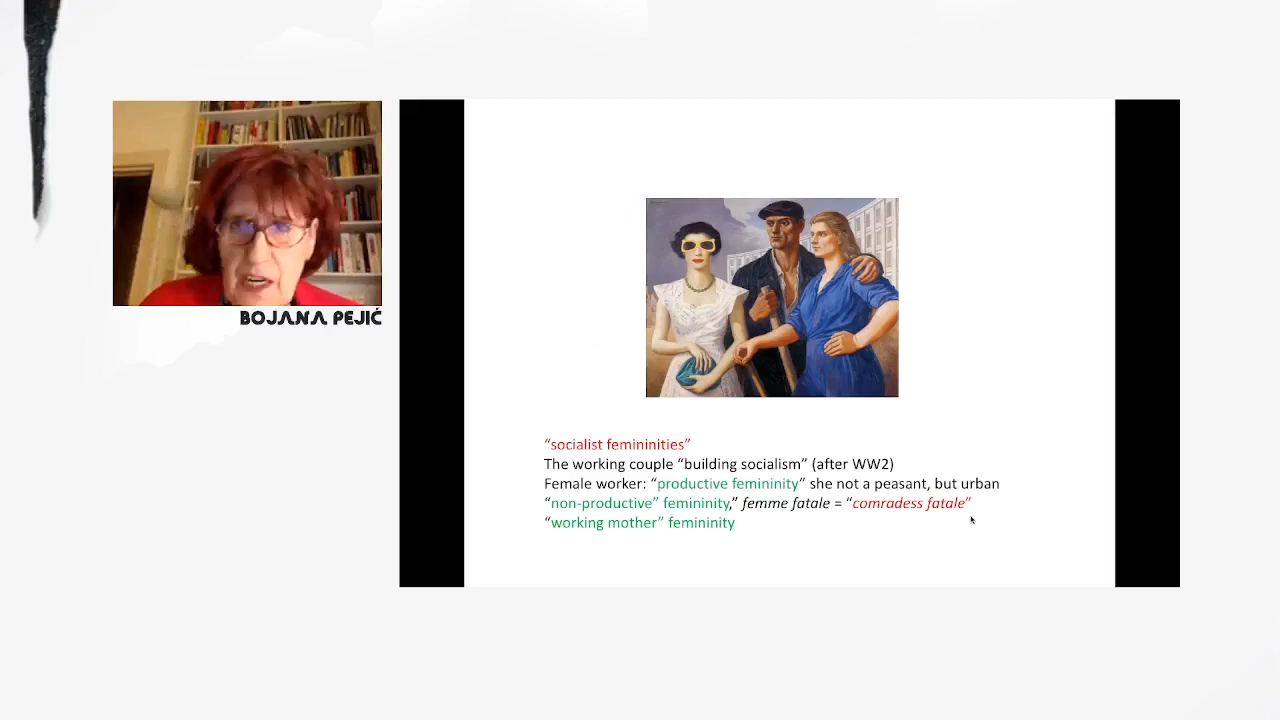 BOJANA PEJIĆ
“socialist femininities”
The working couple “building socialism” (after WW2)
Female worker: “productive femininity” she not a peasant, but urban
“non-productive” femininity,” femme fatale = “comradess fatale”
“working mother” femininity